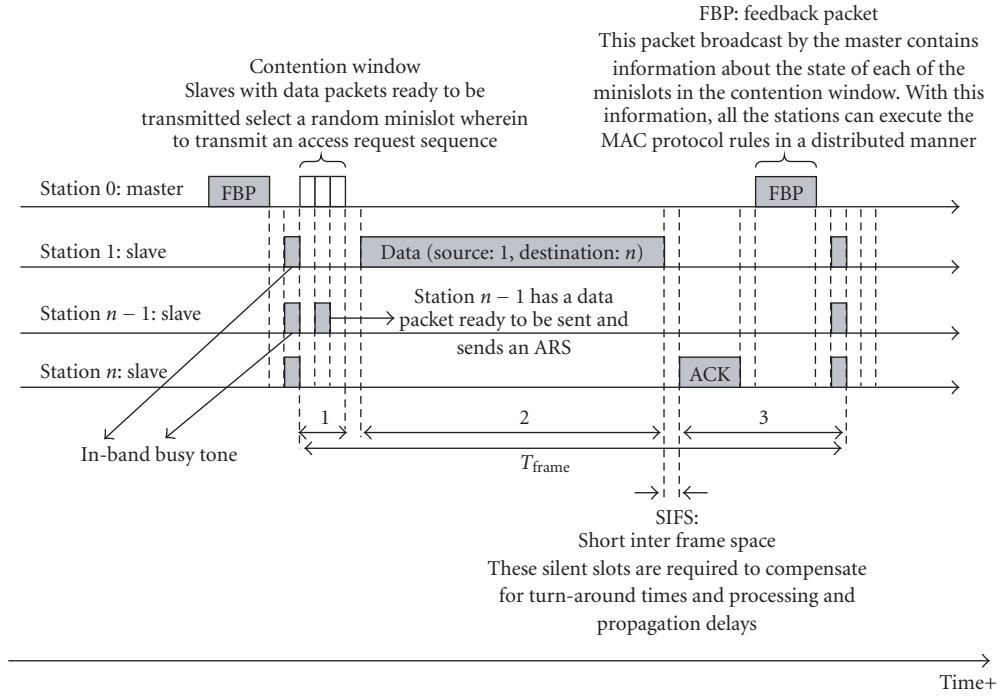 FBP: feedback packet
This packet broadcast by the master contains
information about the state of each of the
minislots in the contention window. With this
information, all the stations can execute the
MAC protocol rules in a distributed manner
Contention window
Slaves with data packets ready to be
transmitted select a random minislot wherein
to transmit an access request sequence
Station 0: master
FBP
FBP
Station 1: slave
Data (source: 1, destination: n)
Station n − 1: slave
Station n − 1 has a data
packet ready to be sent and
sends an ARS
Station n: slave
ACK
1
2
3
In-band busy tone
Tframe
SIFS:
Short inter frame space
These silent slots are required to compensate
for turn-around times and processing and
propagation delays
Time+